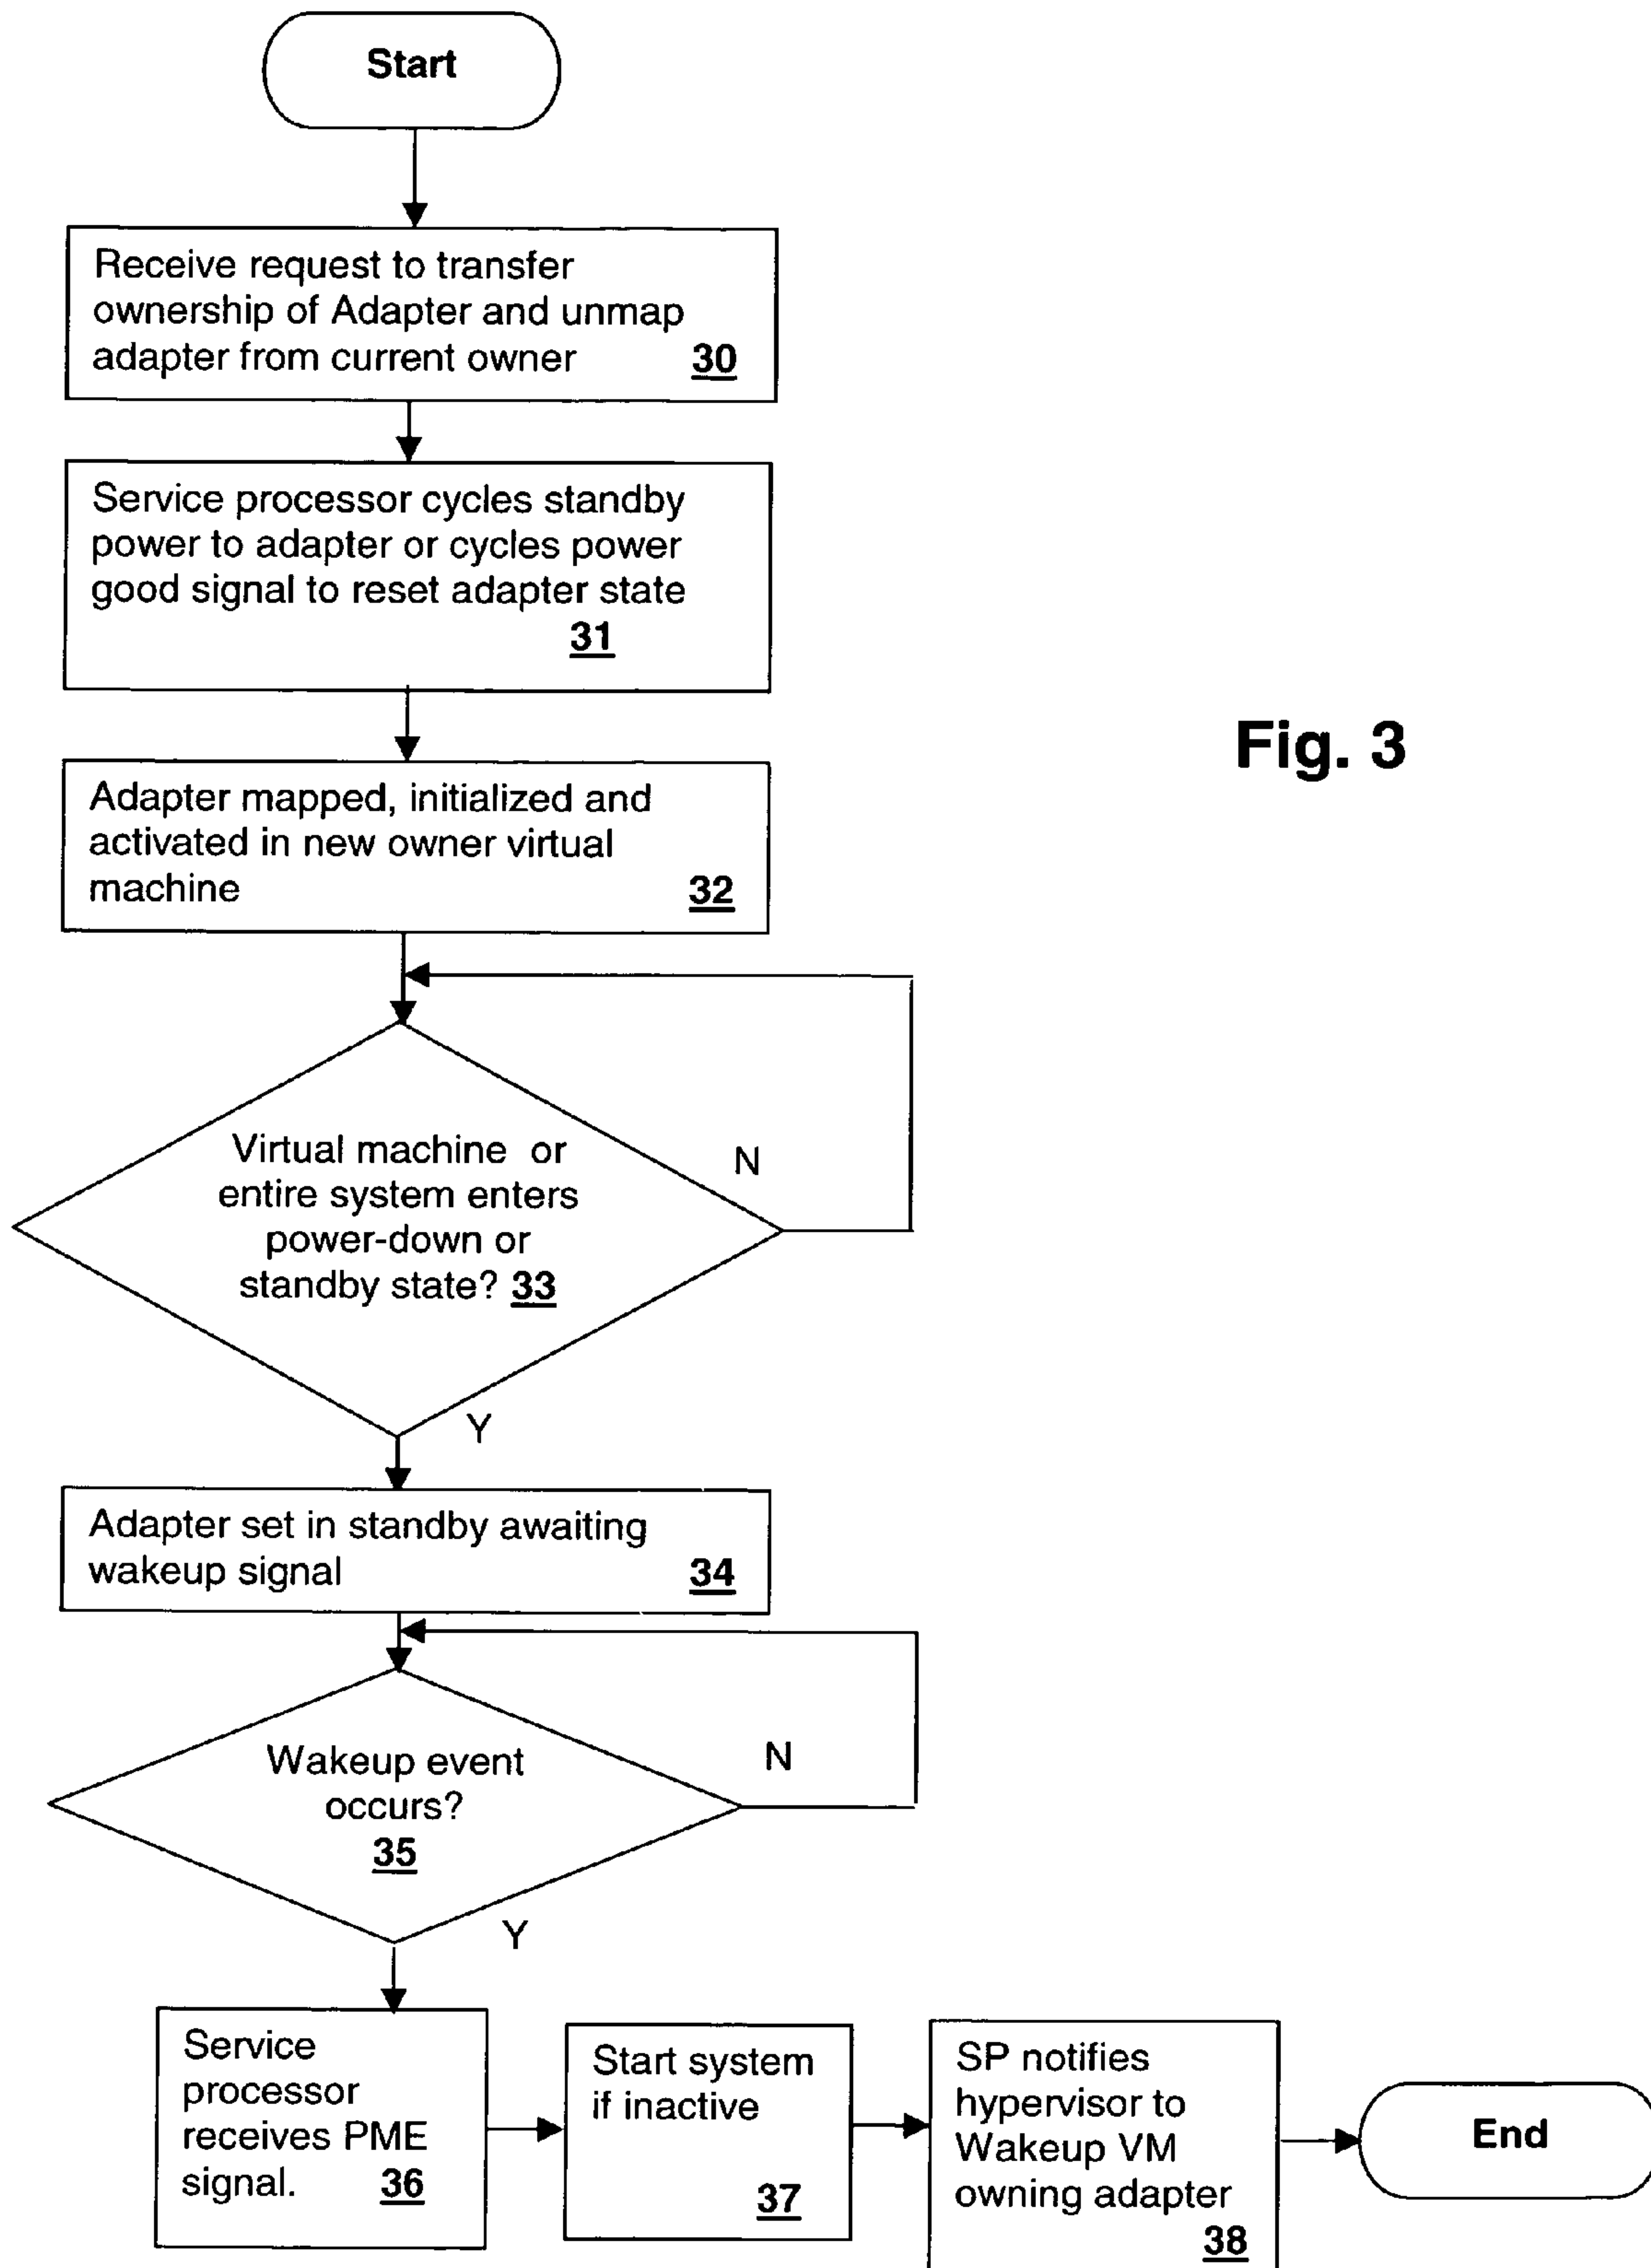 Start
Receive request to transfer
ownership of Adapter and unmap
adapter from current owner 30
Service processor cycles standby
power to adapter or cycles power
good signal to reset adapter state
31
Fig. 3
Adapter mapped, initialized and
activated in new owner virtual
machine 32
Virtual machine or
entire system enters
power-down or
standby state? 33
N
Y
Adapter set in standby awaiting
wakeup signal 34
Wakeup event
occurs?
35
N
Y
Service
processor
receives PME
signal. 36
Start system
if inactive
37
SP notifies
hypervisor to
Wakeup VM
owning adapter
38
End